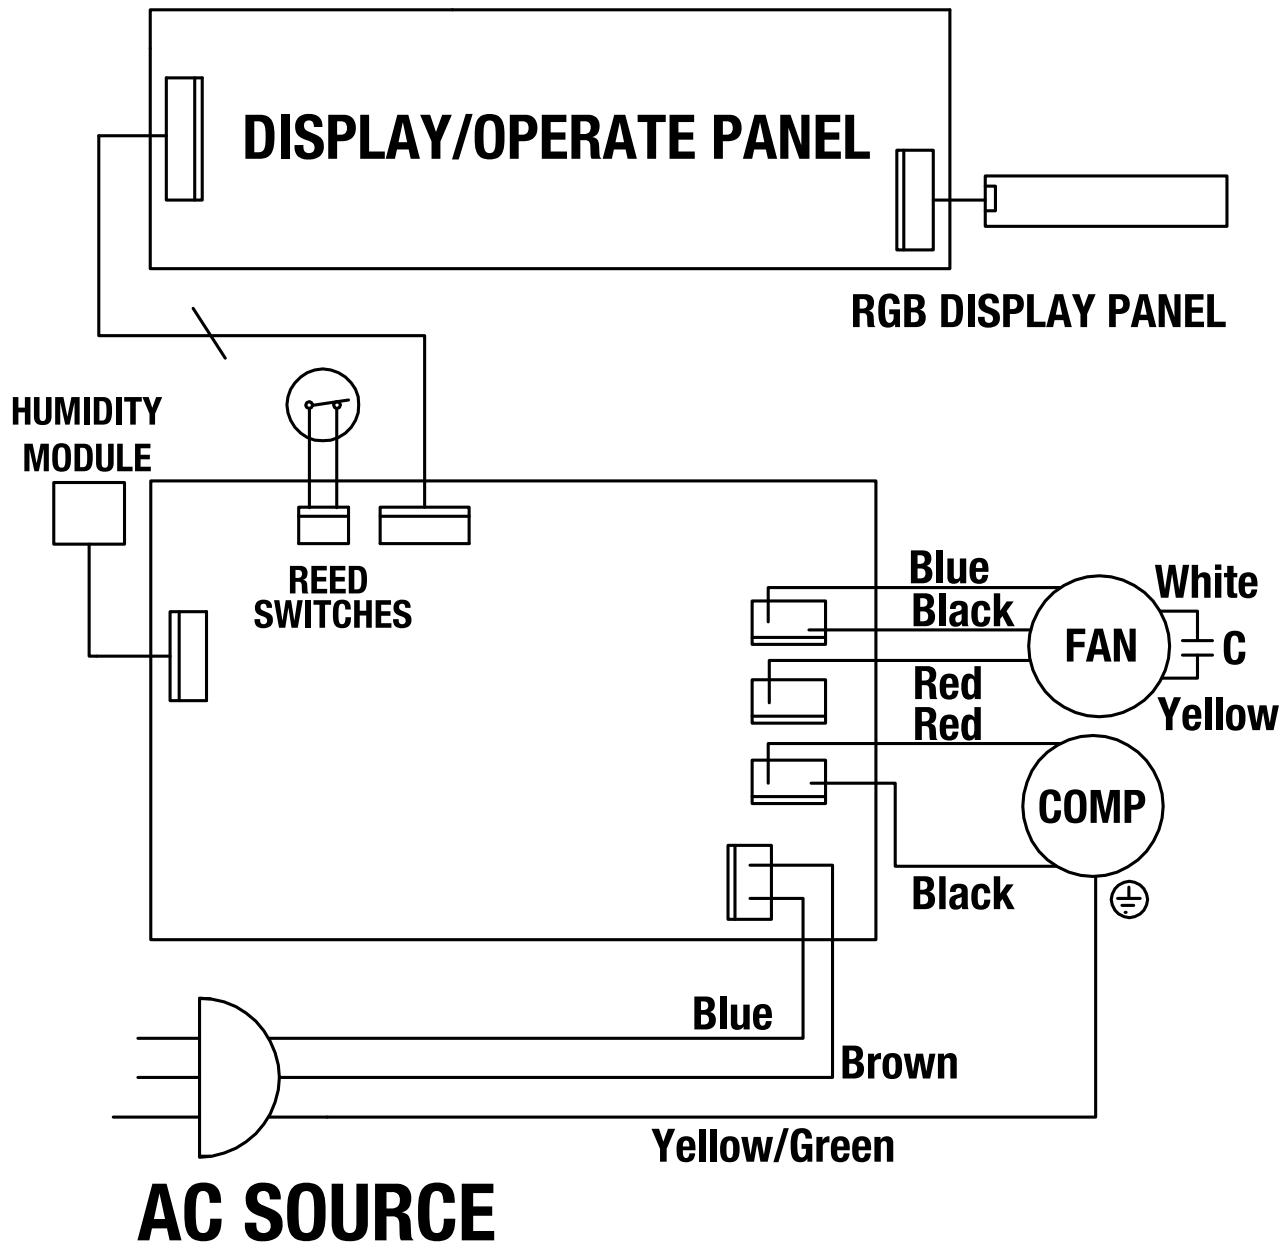 DISPLAY/OPERATE PANEL
RGB DISPLAY PANEL
HUMIDITY
MODULE
REED
SWITCHES
Blue
Black
White
FAN
C
Red
Red
Yellow
COMP
Black
Blue
Brown
Yellow/Green
AC SOURCE